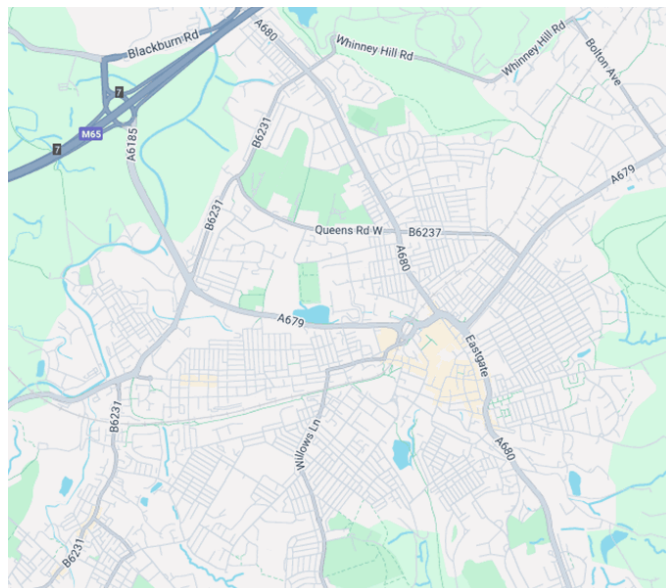 A680
Blackburn Rd
Whinney Hill Rd
Whinney Hill Rd
Bolton Ave
7
M65
7
A6185
B6231
A679
B6231
Queens Rd W
B6237
A680
A679
Eastgate
B6231
Willows Ln
A680
B6231